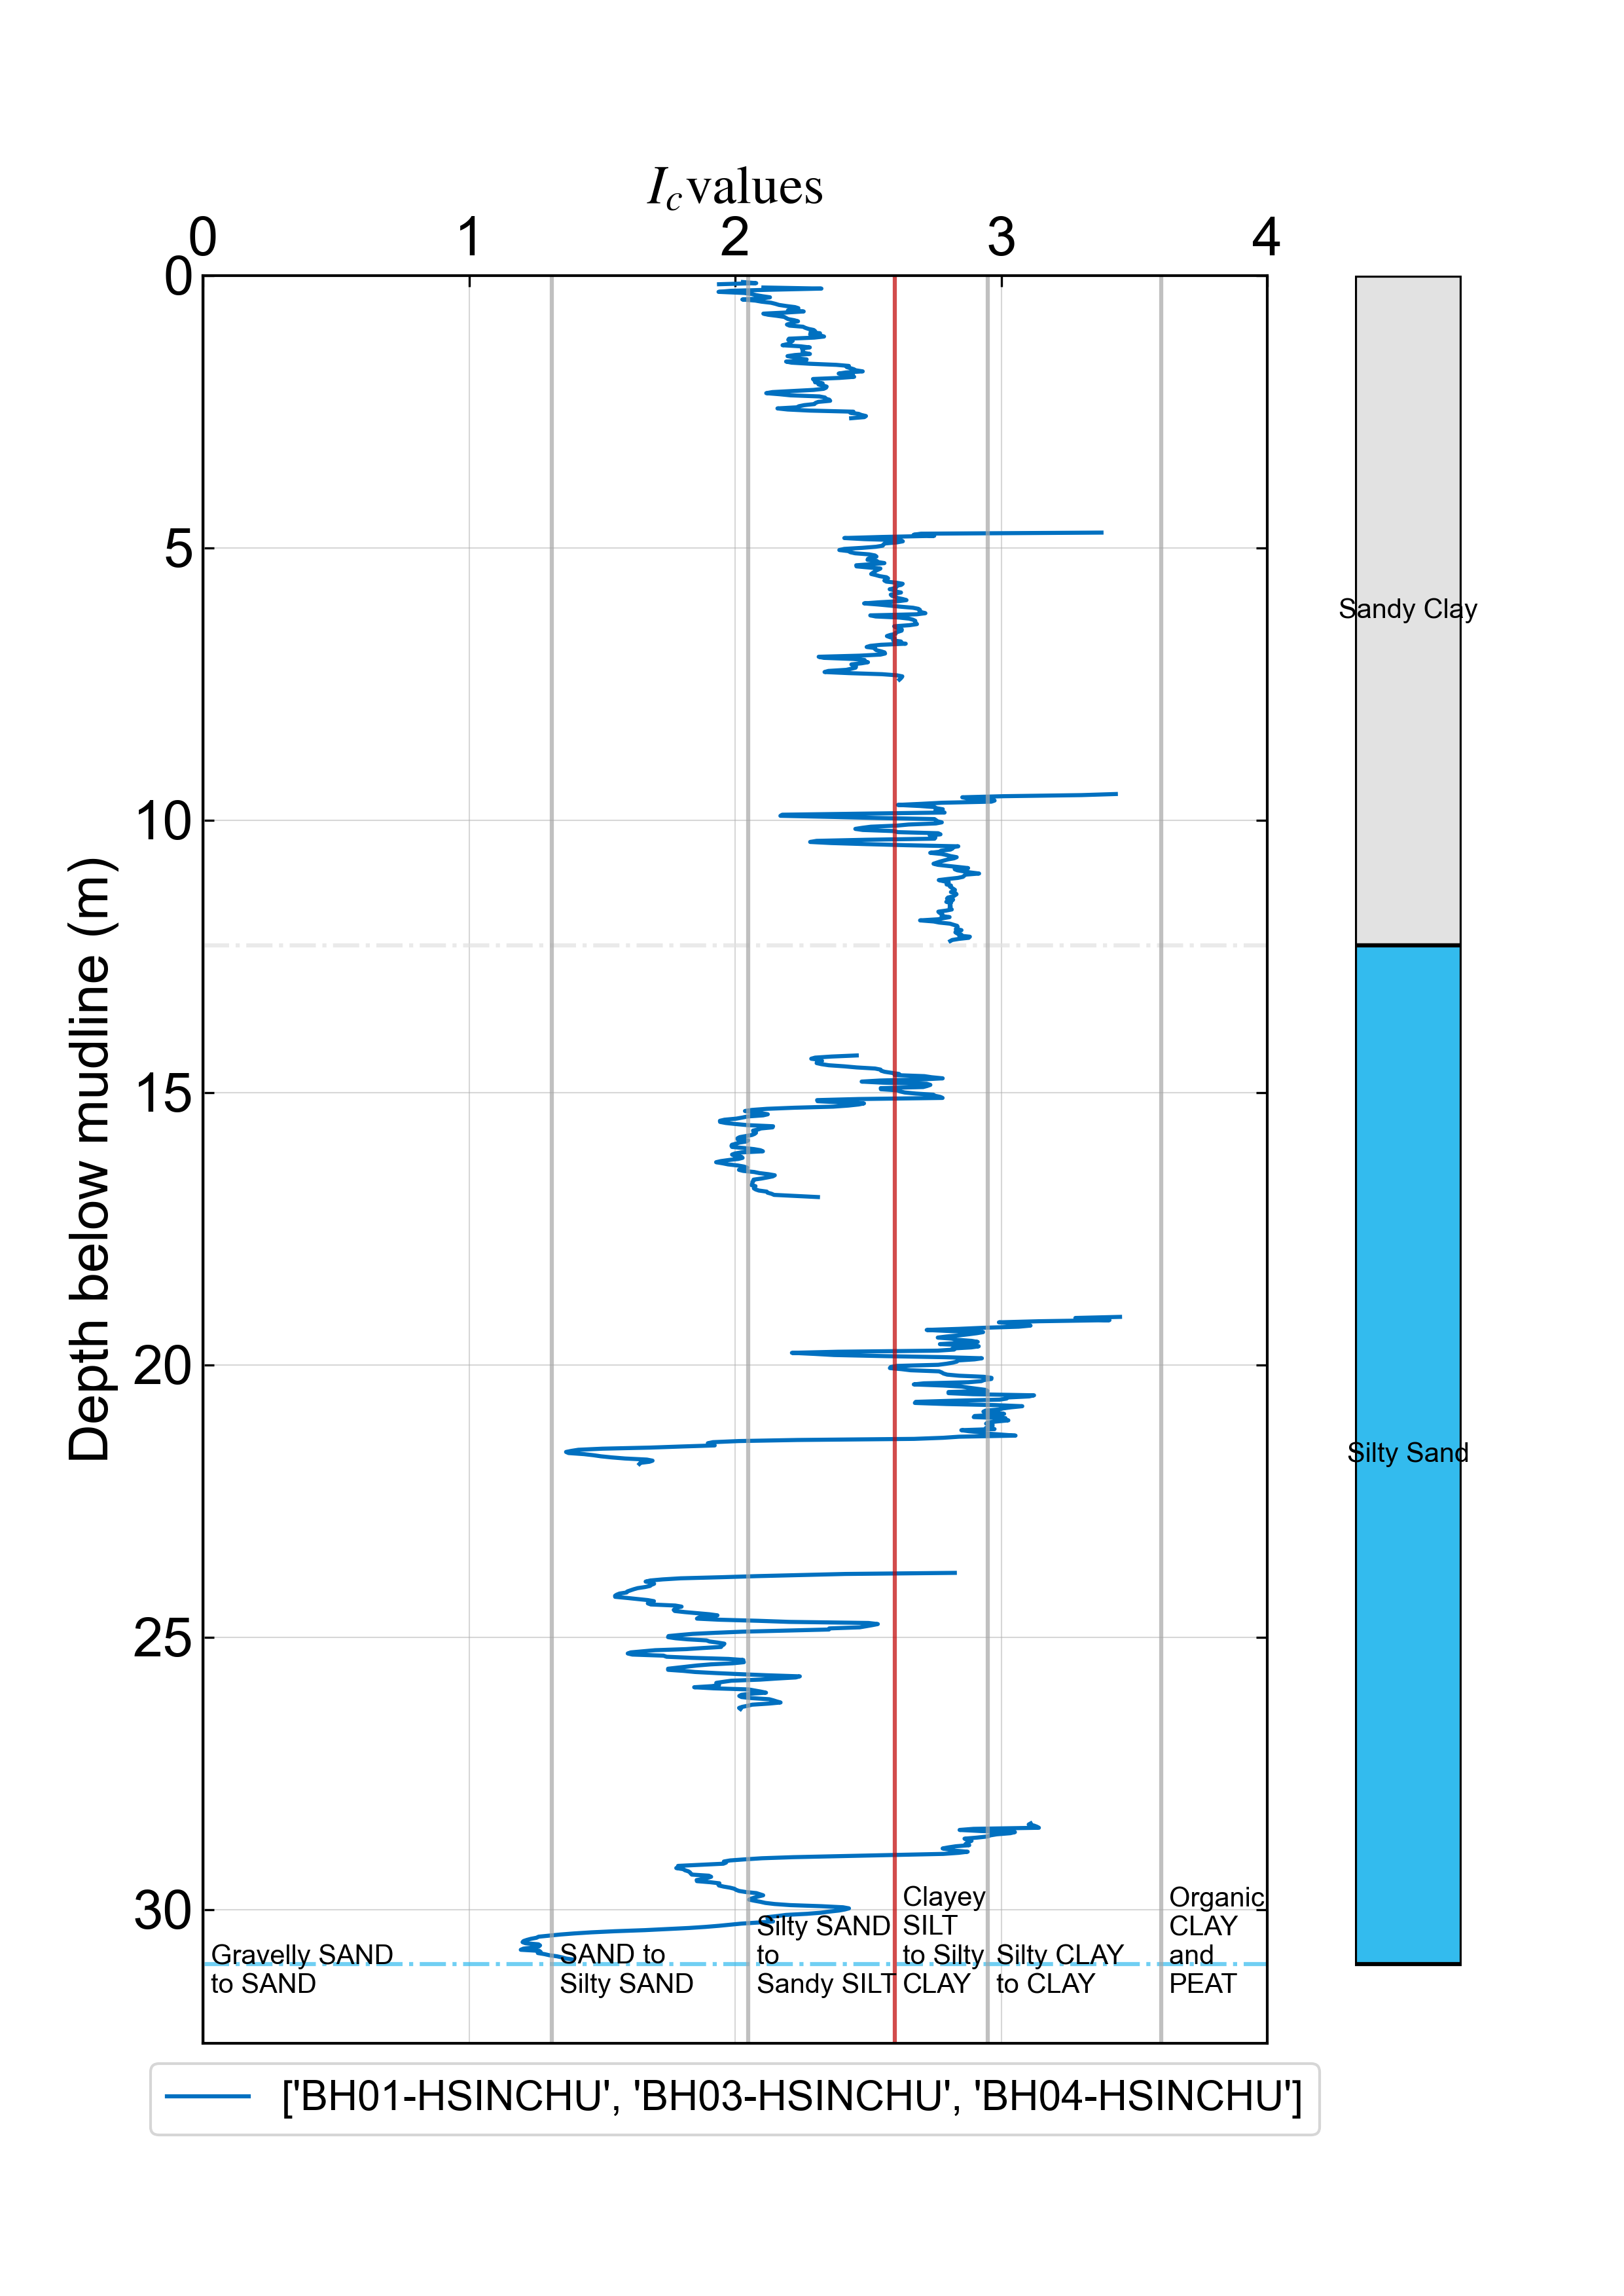 I_c values
0 1 2 3 4
0
5
10
15
20
25
30
Depth below mudline (m)
Sandy Clay
Silty Sand
Gravelly SAND
to SAND
SAND to
Silty SAND
Silty SAND
to
Sandy SILT
Clayey
SILT
to Silty
CLAY
Silty CLAY
to CLAY
Organic
CLAY
and
PEAT
['BH01-HSINCHU', 'BH03-HSINCHU', 'BH04-HSINCHU']